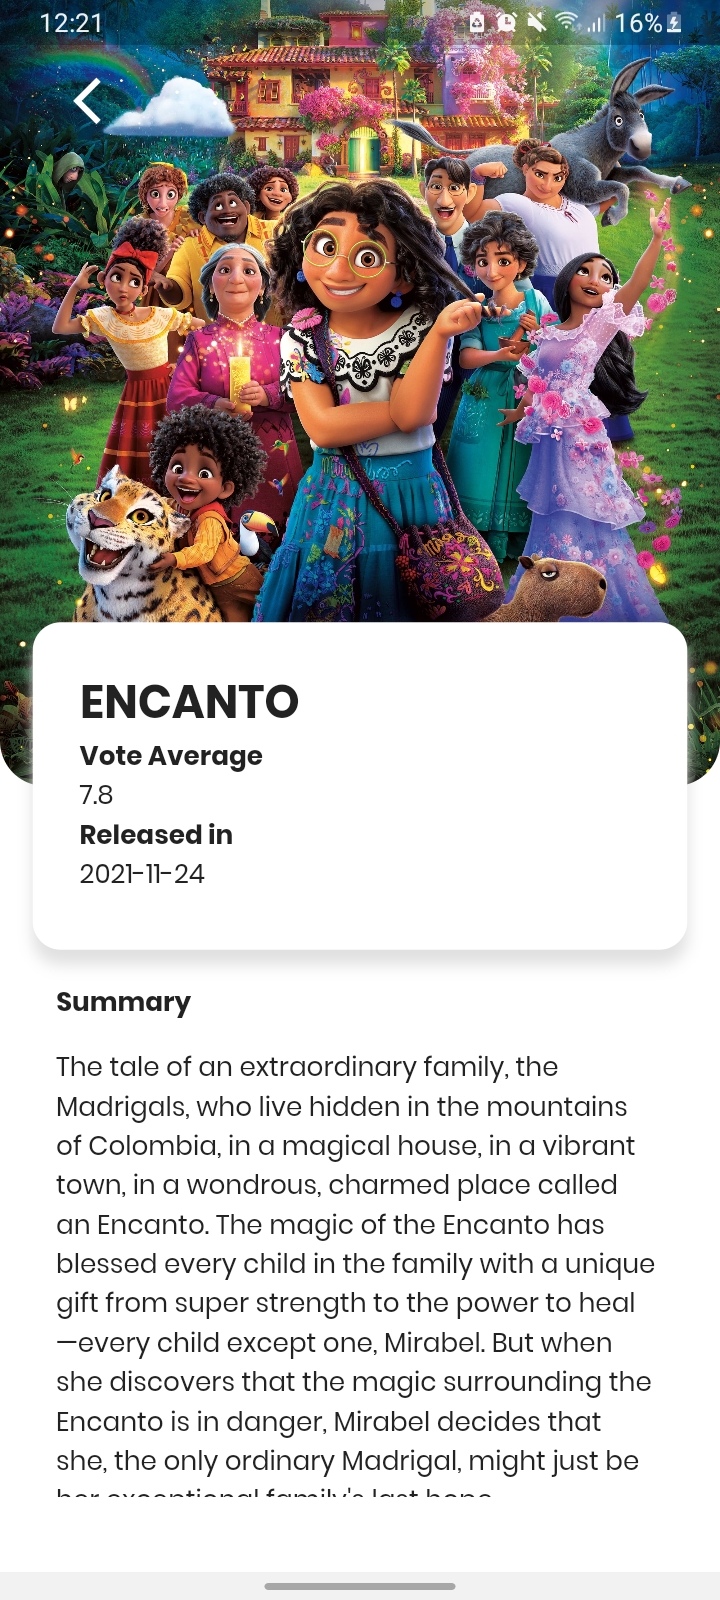 12:21
16%
ENCANTO
Vote Average
7.8
Released in
2021-11-24
Summary
The tale of an extraordinary family, the
Madrigals, who live hidden in the mountains
of Colombia, in a magical house, in a vibrant
town, in a wondrous, charmed place called
an Encanto. The magic of the Encanto has
blessed every child in the family with a unique
gift from super strength to the power to heal
—every child except one, Mirabel. But when
she discovers that the magic surrounding the
Encanto is in danger, Mirabel decides that
she, the only ordinary Madrigal, might just be
her exceptional family's last hope.